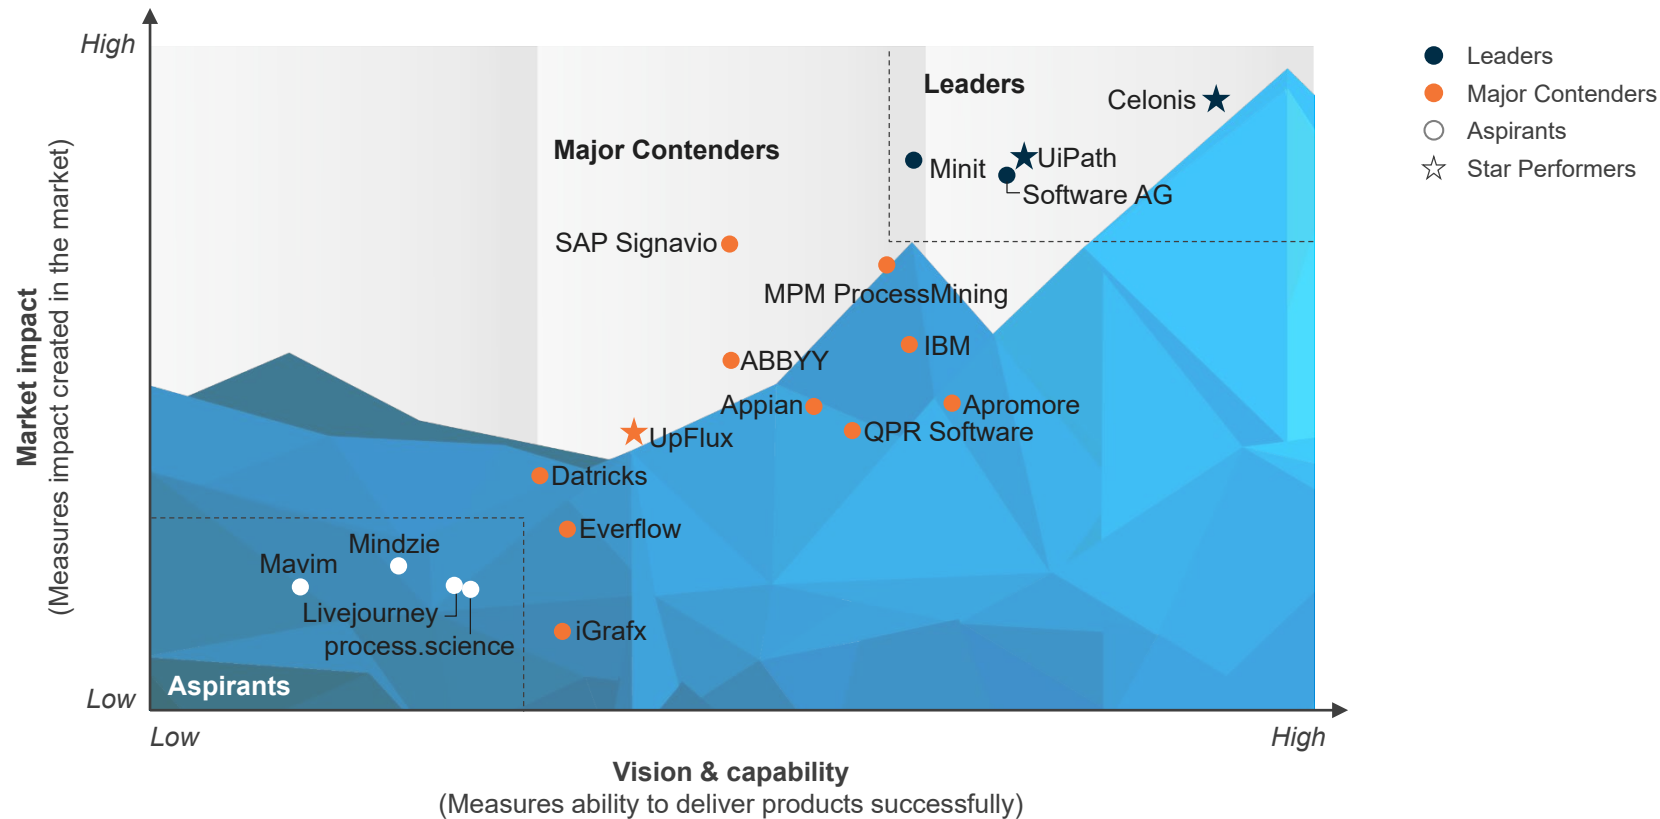 High
Leaders
Celonis
Major Contenders
Minit
UiPath
Software AG
SAP Signavio
MPM ProcessMining
IBM
ABBYY
Appian
Apromore
QPR Software
UpFlux
Datricks
Everflow
Mindzie
Mavim
Livejourney
process.science
iGrafx
Aspirants
Low
Low
High
Market impact
(Measures impact created in the market)
Vision & capability
(Measures ability to deliver products successfully)
Leaders
Major Contenders
Aspirants
Star Performers